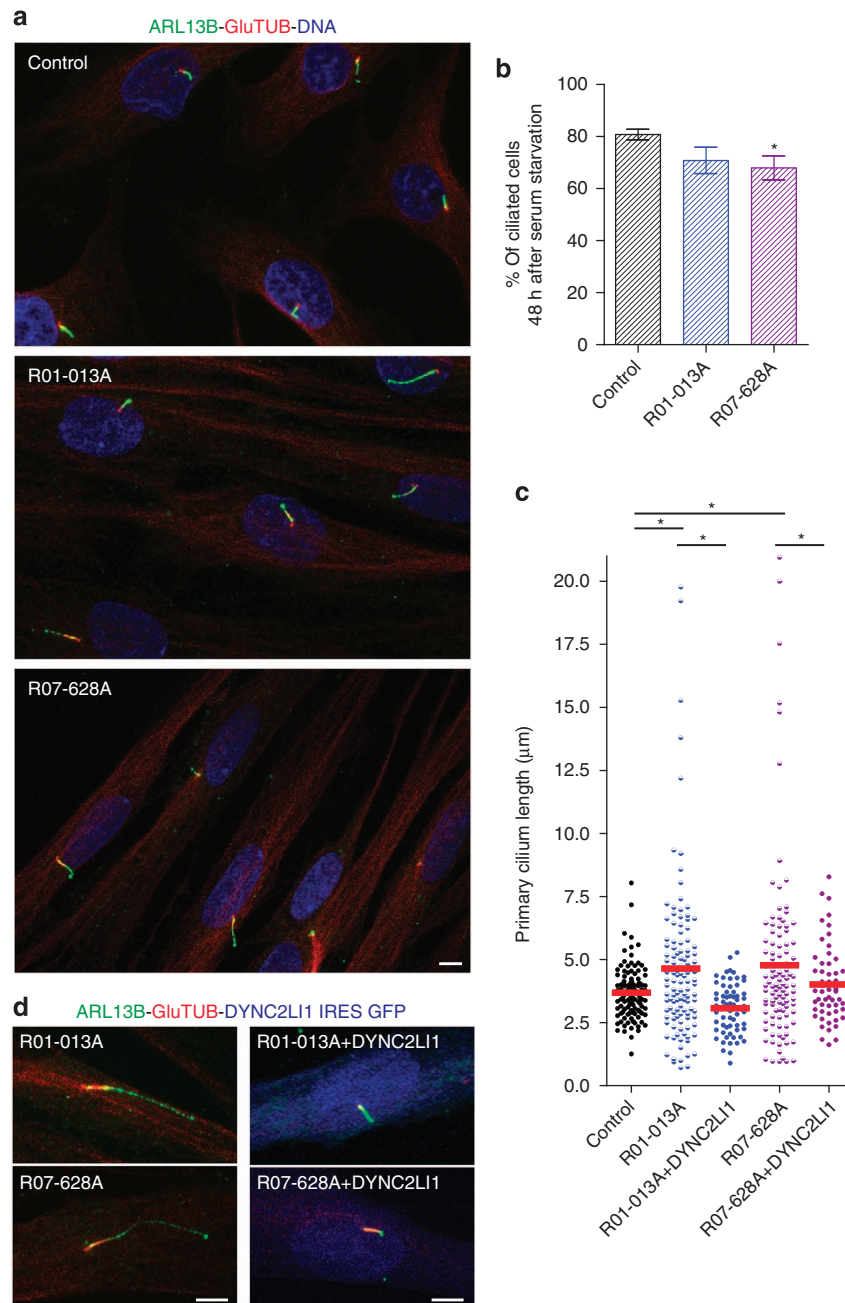 a
ARL13B-GluTUB-DNA
Control
R01-013A
R07-628A
b
% Of ciliated cells
48 h after serum starvation
100
80
60
40
20
0
*
Control
R01-013A
R07-628A
c
*
*
*
*
Primary cilium length (μm)
20.0
17.5
15.0
12.5
10.0
7.5
5.0
2.5
0.0
Control
R01-013A
R01-013A+DYNC2LI1
R07-628A
R07-628A+DYNC2LI1
d
ARL13B-GluTUB-DYNC2LI1 IRES GFP
R01-013A
R01-013A+DYNC2LI1
R07-628A
R07-628A+DYNC2LI1